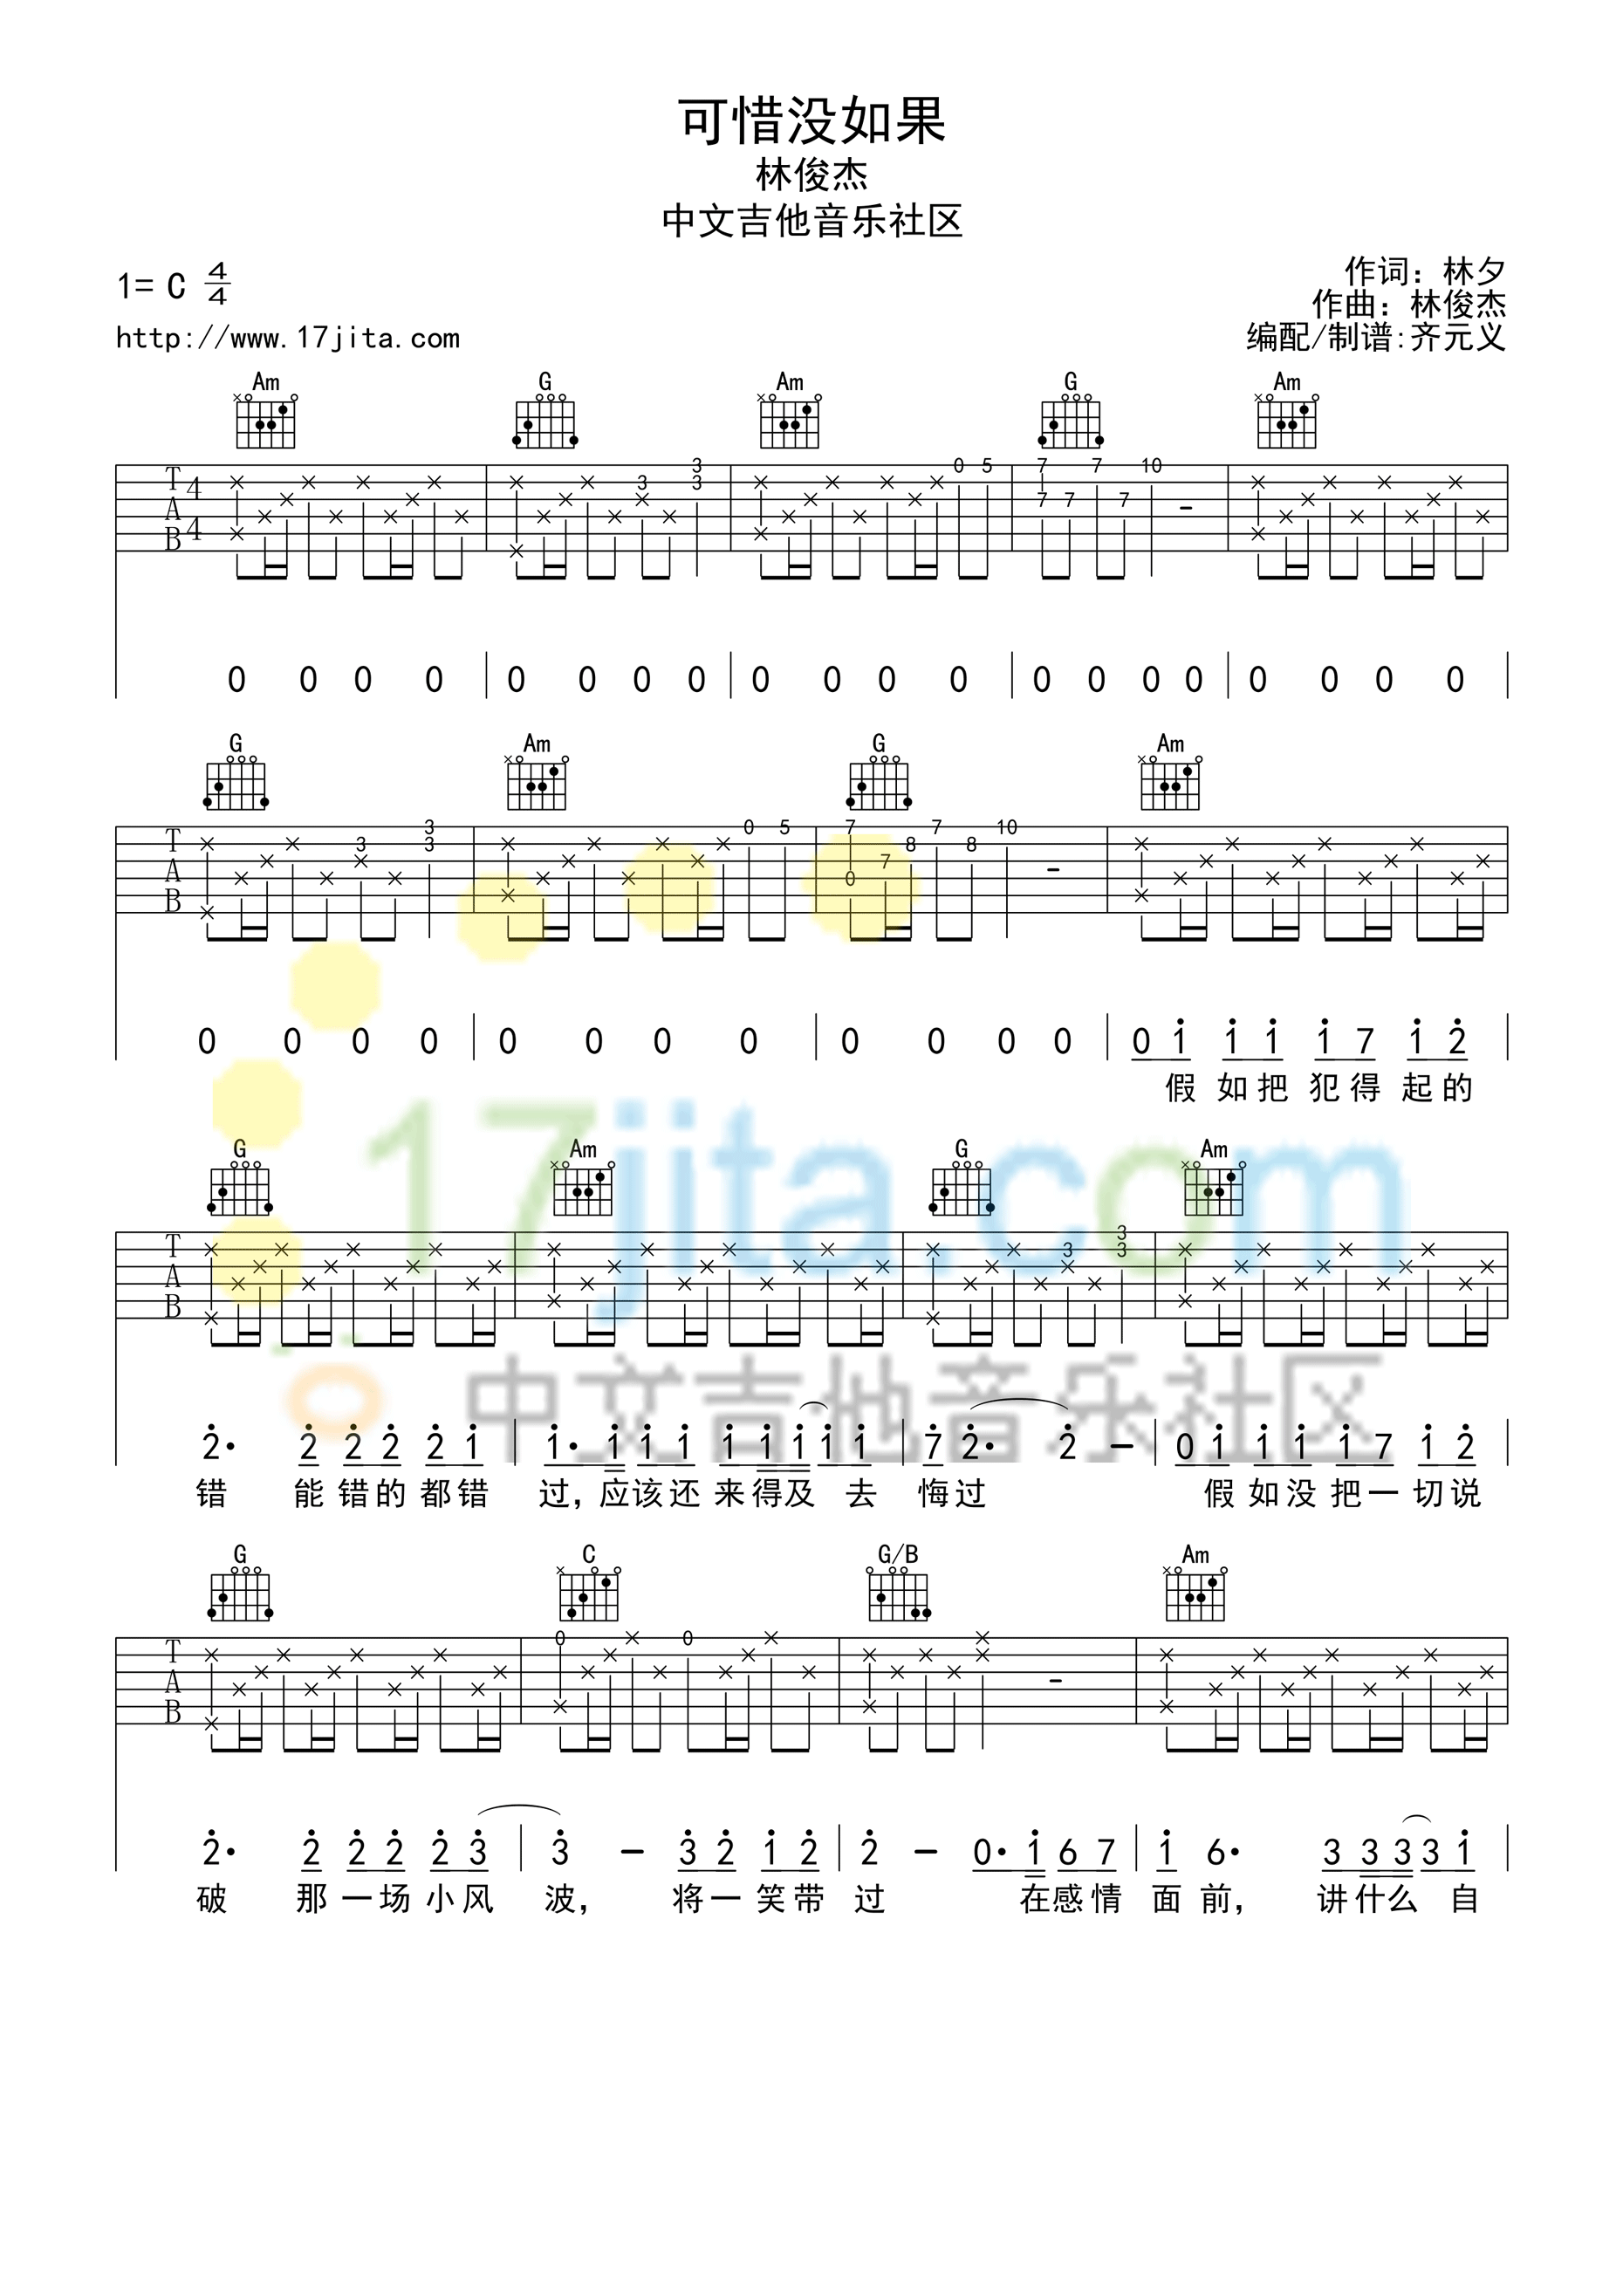 可惜没如果
林俊杰
中文吉他音乐社区
1= C 4/4
作词：林夕
作曲：林俊杰
http://www.17jita.com
编配/制谱:齐元义
Am G Am G Am
T A B 4 4
3 3 3 0 5 7 7 7 7 7 10 -
0 0 0 0 | 0 0 0 0 | 0 0 0 0 | 0 0 0 0 | 0 0 0 0 |
G Am G Am
T A B
3 3 3 0 5 7 0 7 8 7 8 10 -
0 0 0 0 | 0 0 0 0 | 0 0 0 0 | 0 1 1 1 1 7 1 2 |
假 如 把 犯 得 起 的
17jita.com
G Am G Am
T A B
3 3 3
中文吉他音乐社区
2· 2 2 2 2 1 | 1· 1 1 1 1 1 1 1 1 | 7 2· 2 - | 0 1 1 1 1 7 1 2 |
错 能 错 的 都 错 过， 应 该 还 来 得 及 去 悔 过 假 如 没 把 一 切 说
G C G/B Am
T A B
0 0 -
2· 2 2 2 2 3 | 3 - 3 2 1 2 | 2 - 0· 1 6 7 | 1 6· 3 3 3 3 1 |
破 那 一 场 小 风 波， 将 一 笑 带 过 在 感 情 面 前， 讲 什 么 自